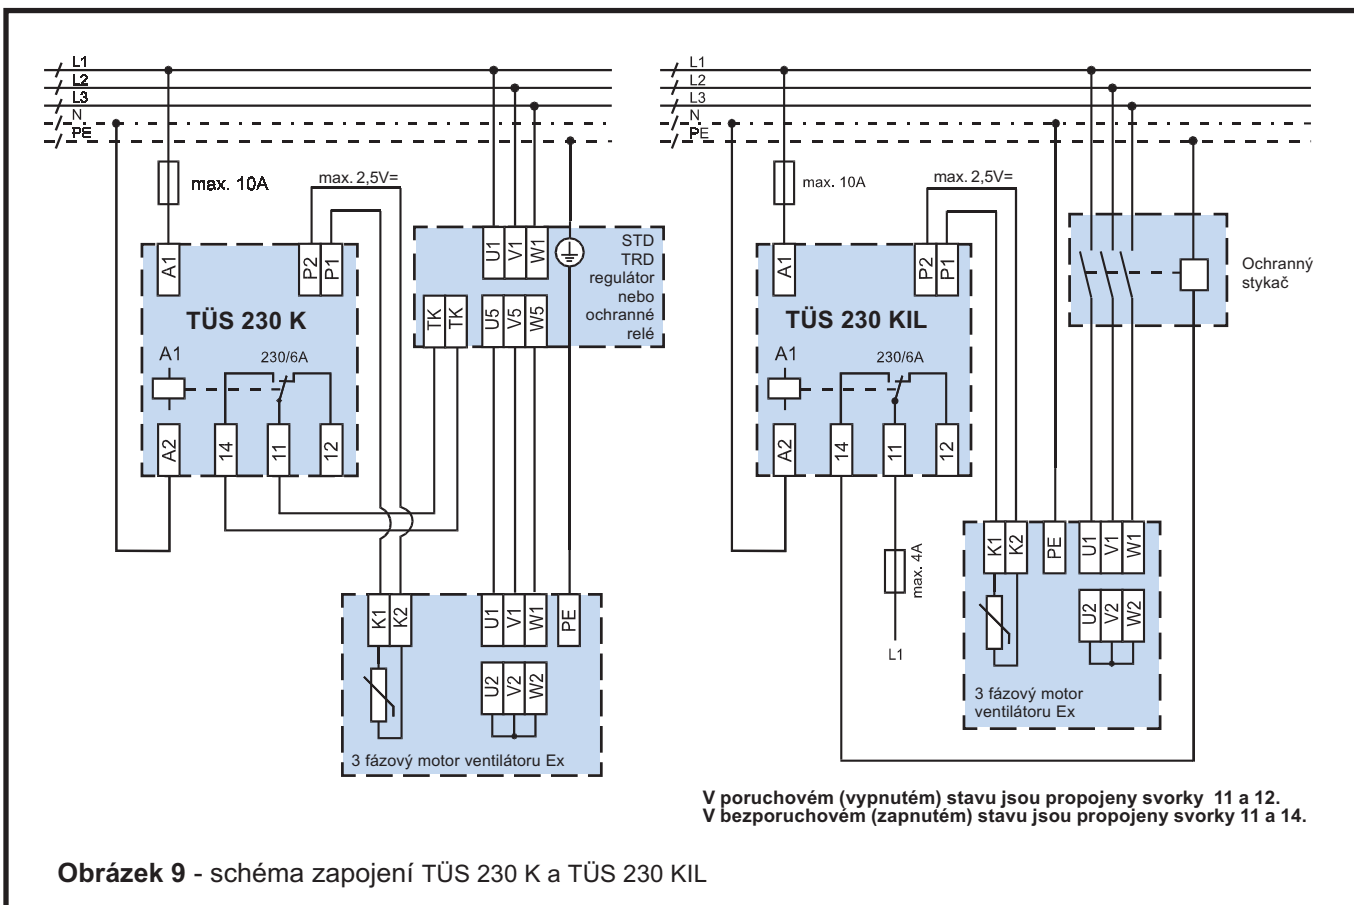 L1
L2
L3
N
PE
max. 10A
max. 2,5V=
A1
P2
P1
TÜS 230 K
A1
230/6A
A2
14
11
12
U1
V1
W1
STD
TRD
regulátor
nebo
ochranné
relé
TK
TK
U5
V5
W5
K1
K2
U1
V1
W1
PE
U2
V2
W2
3 fázový motor ventilátoru Ex
L1
L2
L3
N
PE
max. 10A
max. 2,5V=
A1
P2
P1
TÜS 230 KIL
A1
230/6A
A2
14
11
12
Ochranný
stykač
max. 4A
L1
K1
K2
PE
U1
V1
W1
U2
V2
W2
3 fázový motor
ventilátoru Ex
V poruchovém (vypnutém) stavu jsou propojeny svorky 11 a 12.
V bezporuchovém (zapnutém) stavu jsou propojeny svorky 11 a 14.
Obrázek 9 - schéma zapojení TÜS 230 K a TÜS 230 KIL